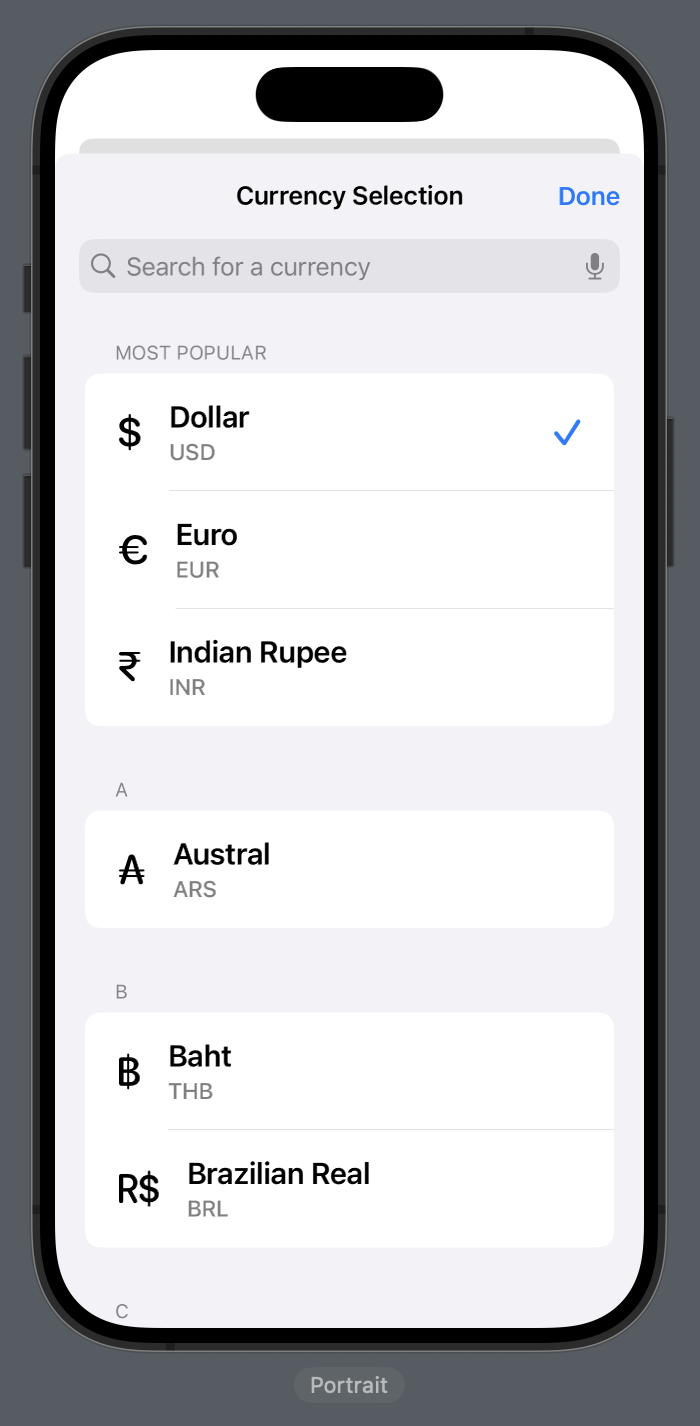 Currency Selection
Done
Search for a currency
MOST POPULAR
$
Dollar
USD
€
Euro
EUR
₹
Indian Rupee
INR
A
₳
Austral
ARS
B
฿
Baht
THB
R$
Brazilian Real
BRL
C
Portrait